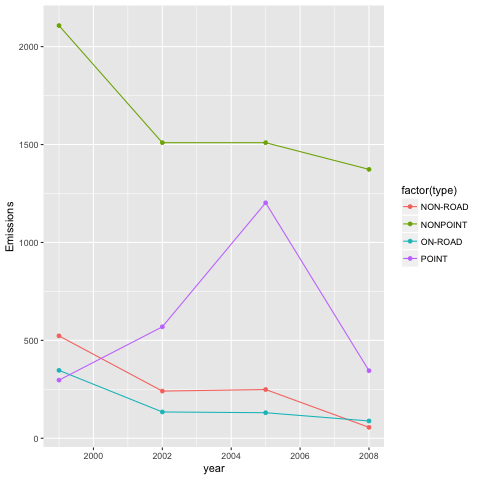 2000
1500
1000
500
0
Emissions
2000
2002
2004
2006
2008
year
factor(type)
NON-ROAD
NONPOINT
ON-ROAD
POINT